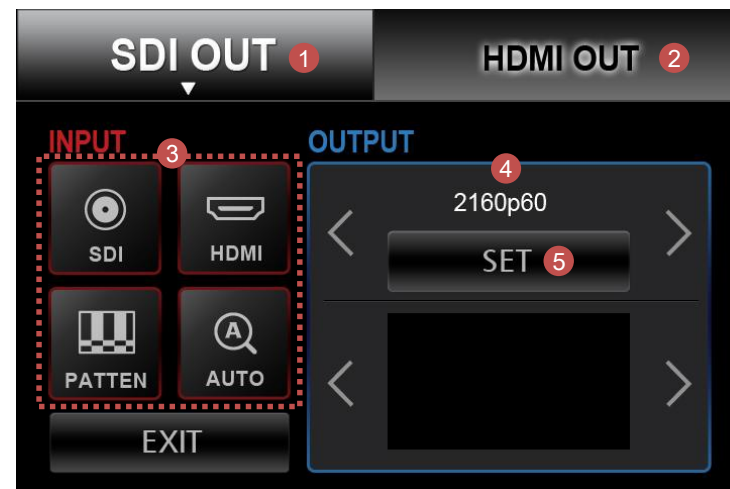 SDI OUT 1
HDMI OUT 2
INPUT
3
SDI
HDMI
PATTEN
AUTO
EXIT
OUTPUT
4
2160p60
SET 5